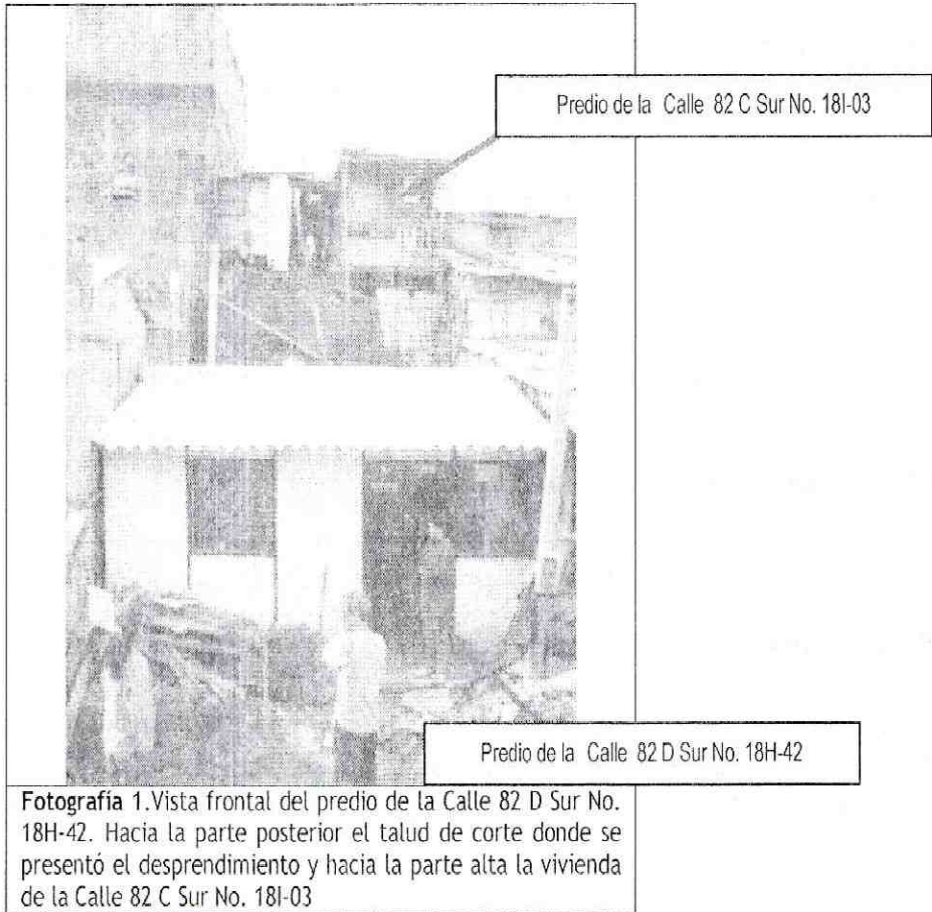 Predio de la Calle 82 C Sur No. 18I-03
Predio de la Calle 82 D Sur No. 18H-42
Fotografía 1.Vista frontal del predio de la Calle 82 D Sur No.
18H-42. Hacia la parte posterior el talud de corte donde se
presentó el desprendimiento y hacia la parte alta la vivienda
de la Calle 82 C Sur No. 18I-03